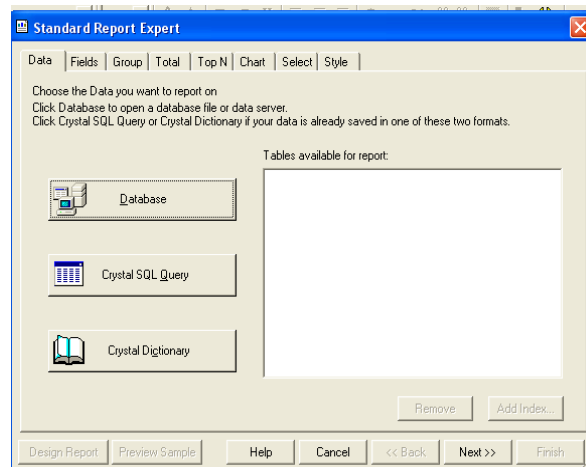 Standard Report Expert
Data Fields Group Total Top N Chart Select Style
Choose the Data you want to report on
Click Database to open a database file or data server.
Click Crystal SQL Query or Crystal Dictionary if your data is already saved in one of these two formats.
Tables available for report:
Database
Crystal SQL Query
Crystal Dictionary
Remove Add Index...
Design Report Preview Sample Help Cancel << Back Next >> Finish